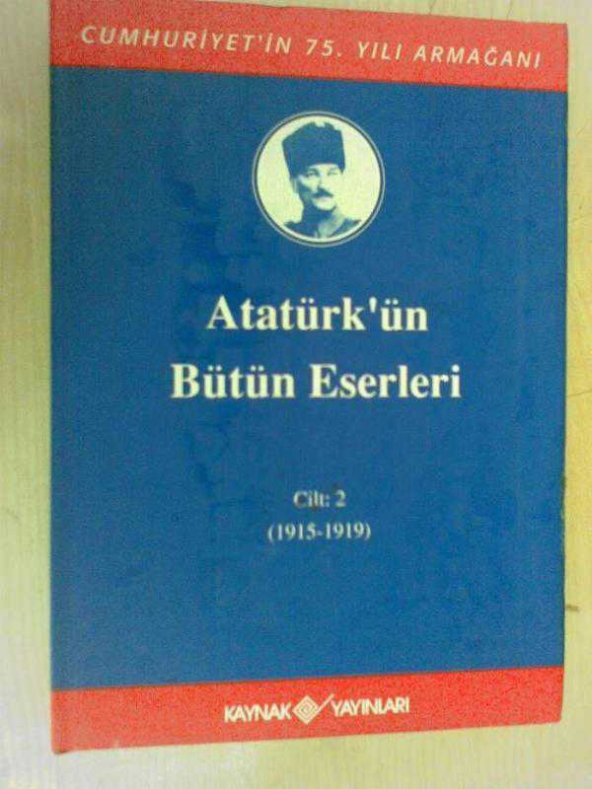 CUMHURİYET'İN 75. YILI ARMAĞANI
Atatürk'ün
Bütün Eserleri
Cilt: 2
(1915-1919)
KAYNAK YAYINLARI